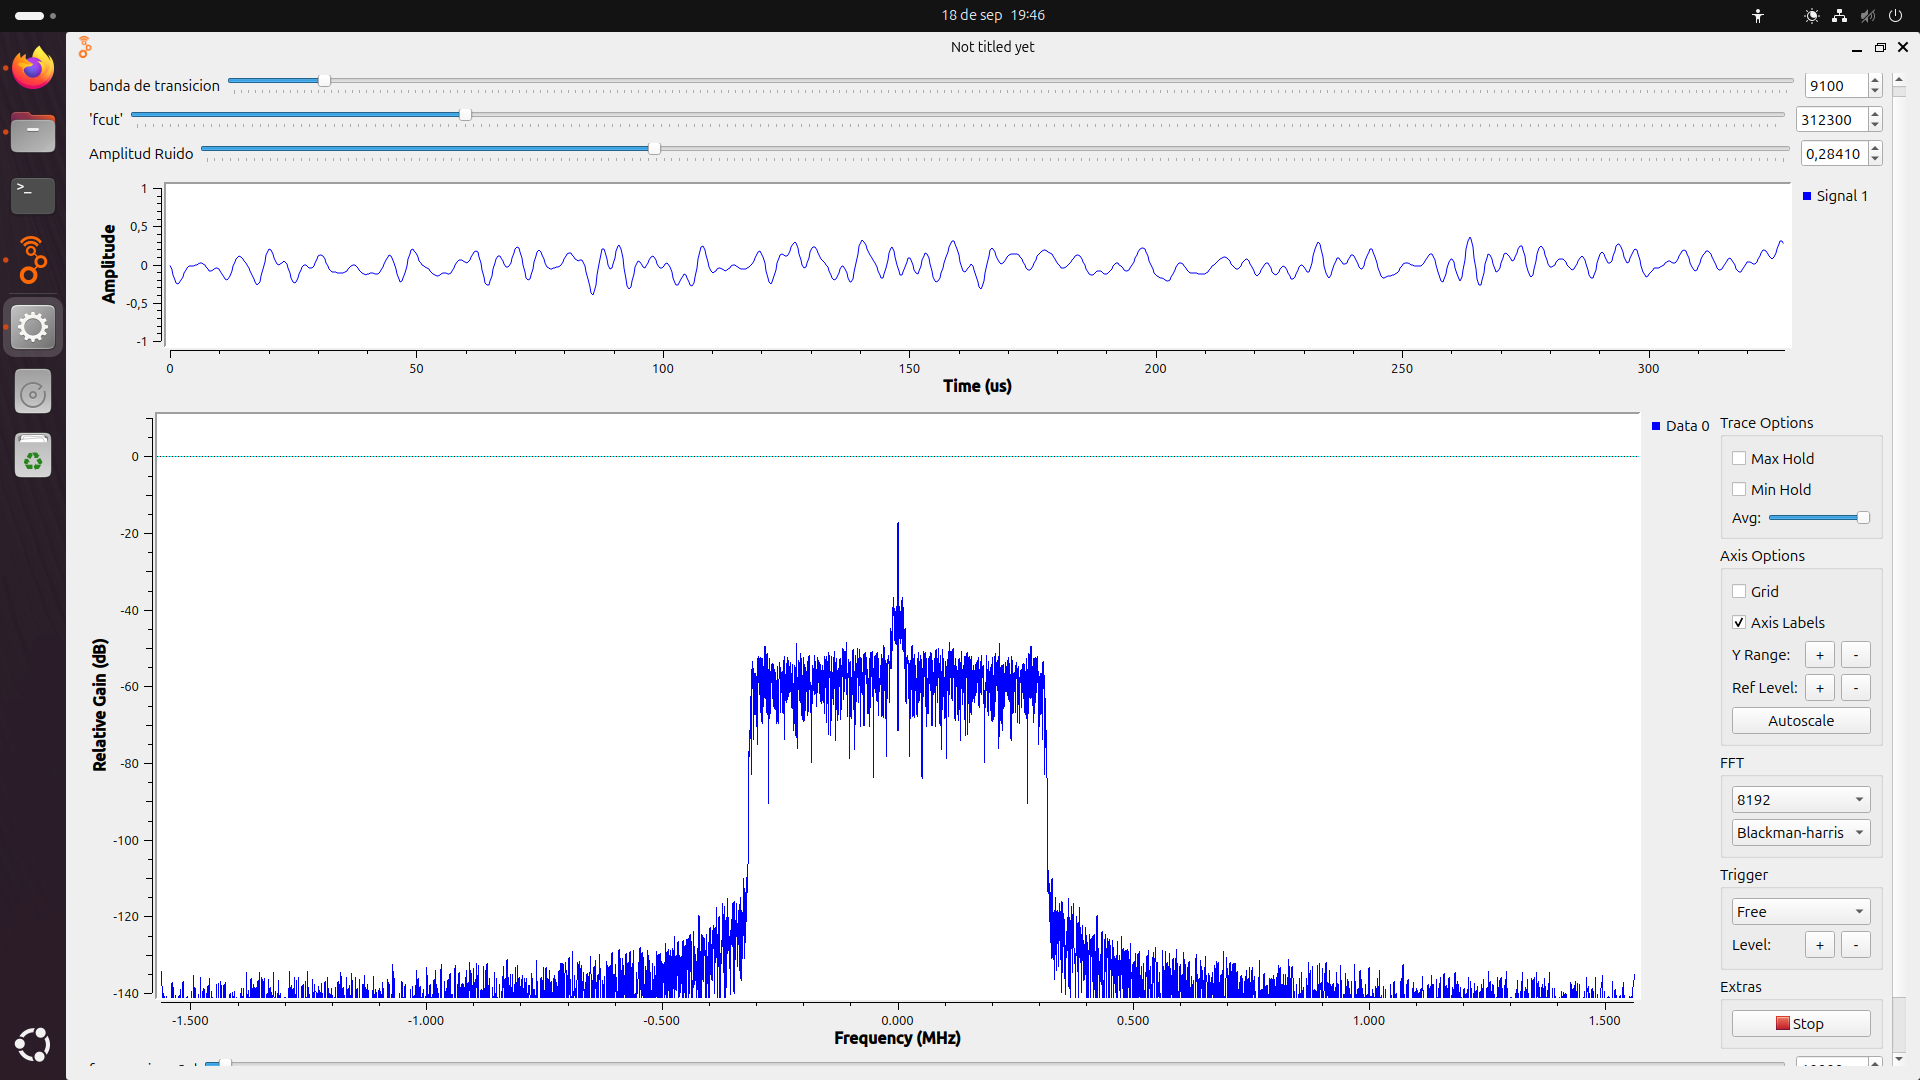 18 de sep 19:46
Not titled yet
banda de transicion 9100
'fcut' 312300
Amplitud Ruido 0,28410
Amplitude
1
0,5
0
-0,5
-1
Signal 1
0 50 100 150 200 250 300
Time (us)
Relative Gain (dB)
0
-20
-40
-60
-80
-100
-120
-140
-1.500 -1.000 -0.500 0.000 0.500 1.000 1.500
Frequency (MHz)
Data 0
Trace Options
Max Hold
Min Hold
Avg:
Axis Options
Grid
Axis Labels
Y Range: + -
Ref Level: + -
Autoscale
FFT
8192
Blackman-harris
Trigger
Free
Level: + -
Extras
Stop